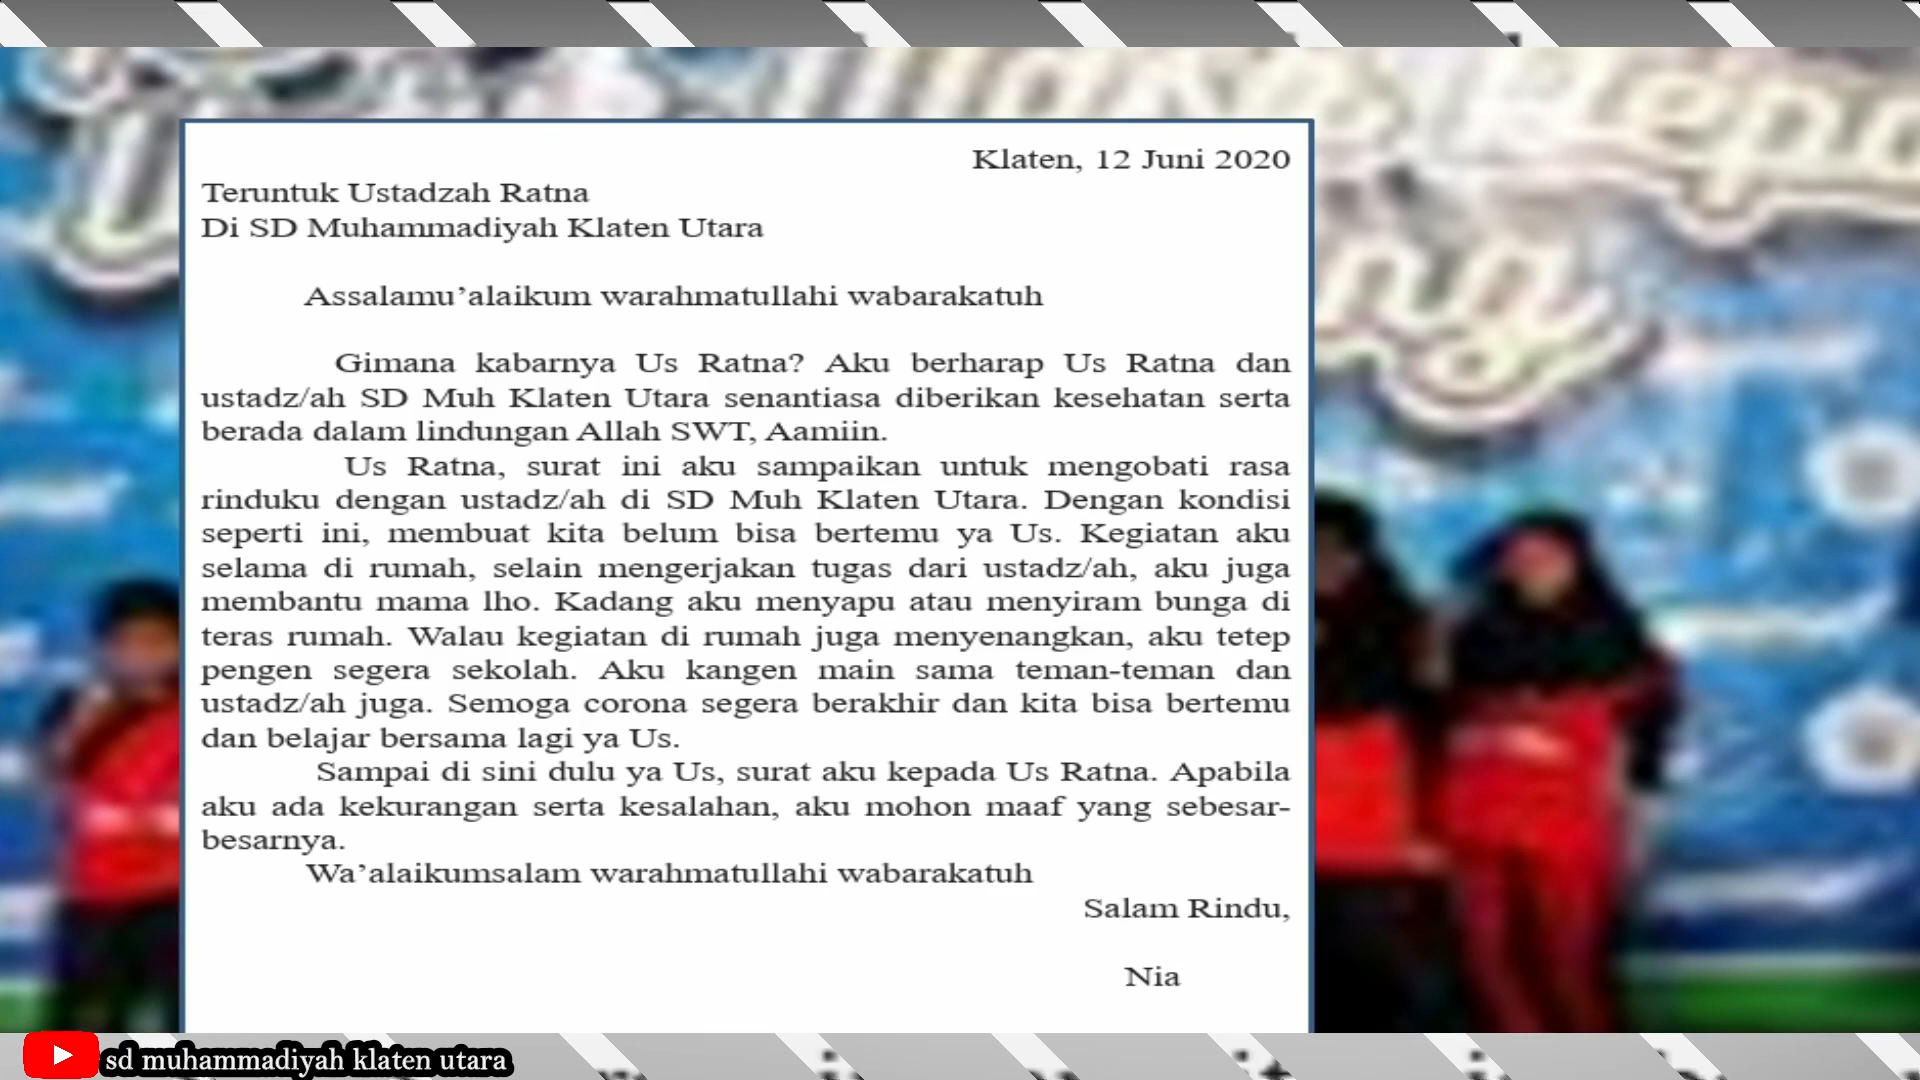 Klaten, 12 Juni 2020
Teruntuk Ustadzah Ratna
Di SD Muhammadiyah Klaten Utara
Assalamu’alaikum warahmatullahi wabarakatuh
Gimana kabarnya Us Ratna? Aku berharap Us Ratna dan
ustadz/ah SD Muh Klaten Utara senantiasa diberikan kesehatan serta
berada dalam lindungan Allah SWT, Aamiin.
Us Ratna, surat ini aku sampaikan untuk mengobati rasa
rinduku dengan ustadz/ah di SD Muh Klaten Utara. Dengan kondisi
seperti ini, membuat kita belum bisa bertemu ya Us. Kegiatan aku
selama di rumah, selain mengerjakan tugas dari ustadz/ah, aku juga
membantu mama lho. Kadang aku menyapu atau menyiram bunga di
teras rumah. Walau kegiatan di rumah juga menyenangkan, aku tetep
pengen segera sekolah. Aku kangen main sama teman-teman dan
ustadz/ah juga. Semoga corona segera berakhir dan kita bisa bertemu
dan belajar bersama lagi ya Us.
Sampai di sini dulu ya Us, surat aku kepada Us Ratna. Apabila
aku ada kekurangan serta kesalahan, aku mohon maaf yang sebesar-
besarnya.
Wa’alaikumsalam warahmatullahi wabarakatuh
Salam Rindu,
Nia
sd muhammadiyah klaten utara